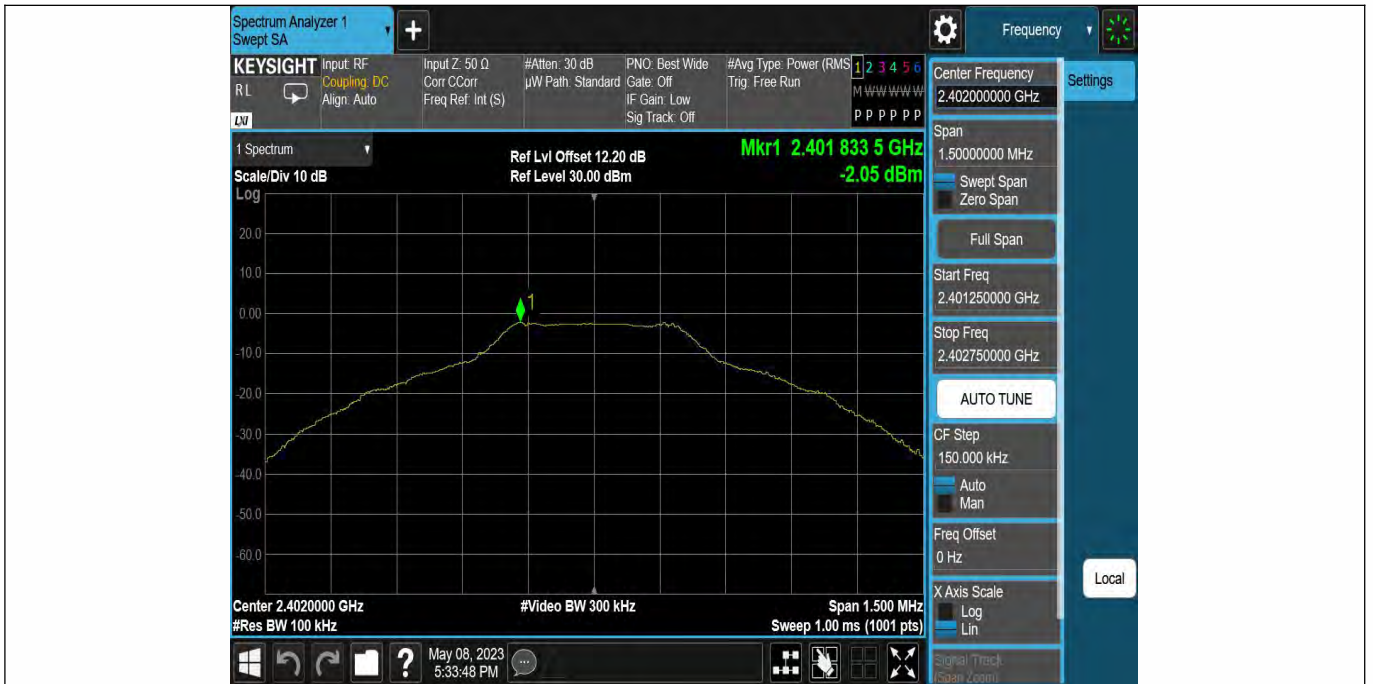 Spectrum Analyzer 1
Swept SA
+
Frequency
KEYSIGHT
RL
LXI
Input: RF
Coupling: DC
Align: Auto
Input Z: 50 Ω
Corr CCorr
Freq Ref: Int (S)
#Atten: 30 dB
µW Path: Standard
PNO: Best Wide
Gate: Off
IF Gain: Low
Sig Track: Off
#Avg Type: Power (RMS
Trig: Free Run
1 2 3 4 5 6
M W W W W W
P P P P P P
1 Spectrum
Scale/Div 10 dB
Log
Ref Lvl Offset 12.20 dB
Ref Level 30.00 dBm
Mkr1 2.401 833 5 GHz
-2.05 dBm
1
20.0
10.0
0.00
-10.0
-20.0
-30.0
-40.0
-50.0
-60.0
Center 2.4020000 GHz
#Res BW 100 kHz
#Video BW 300 kHz
Span 1.500 MHz
Sweep 1.00 ms (1001 pts)
Center Frequency
2.402000000 GHz
Settings
Span
1.50000000 MHz
Swept Span
Zero Span
Full Span
Start Freq
2.401250000 GHz
Stop Freq
2.402750000 GHz
AUTO TUNE
CF Step
150.000 kHz
Auto
Man
Freq Offset
0 Hz
X Axis Scale
Log
Lin
Local
Signal Track
(Span Zoom)
?
May 08, 2023
5:33:48 PM